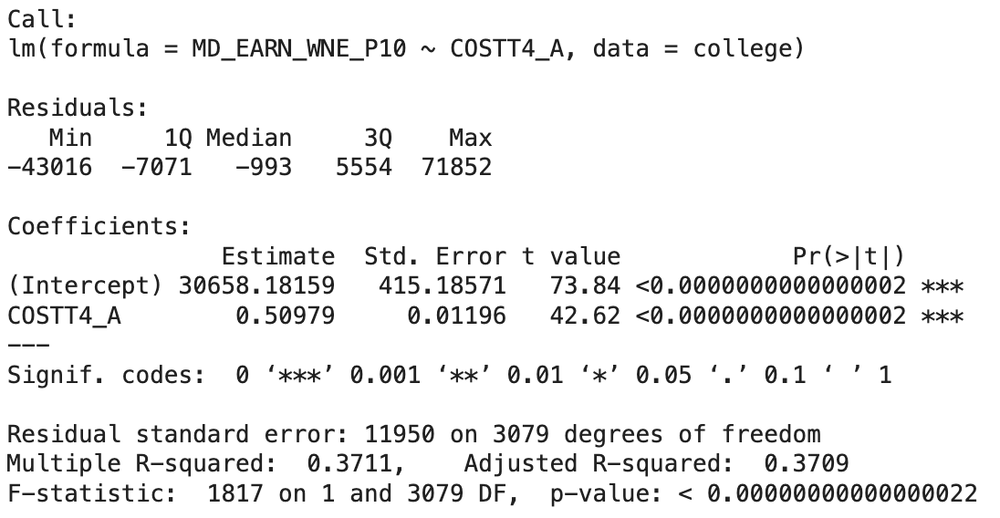 Call:
lm(formula = MD_EARN_WNE_P10 ~ COSTT4_A, data = college)

Residuals:
   Min     1Q Median     3Q    Max
-43016  -7071   -993   5554  71852

Coefficients:
               Estimate  Std. Error t value            Pr(>|t|)
(Intercept) 30658.18159   415.18571   73.84 <0.0000000000000002 ***
COSTT4_A        0.50979     0.01196   42.62 <0.0000000000000002 ***
---
Signif. codes:  0 ‘***’ 0.001 ‘**’ 0.01 ‘*’ 0.05 ‘.’ 0.1 ‘ ’ 1

Residual standard error: 11950 on 3079 degrees of freedom
Multiple R-squared:  0.3711,    Adjusted R-squared:  0.3709
F-statistic:  1817 on 1 and 3079 DF,  p-value: < 0.00000000000000022